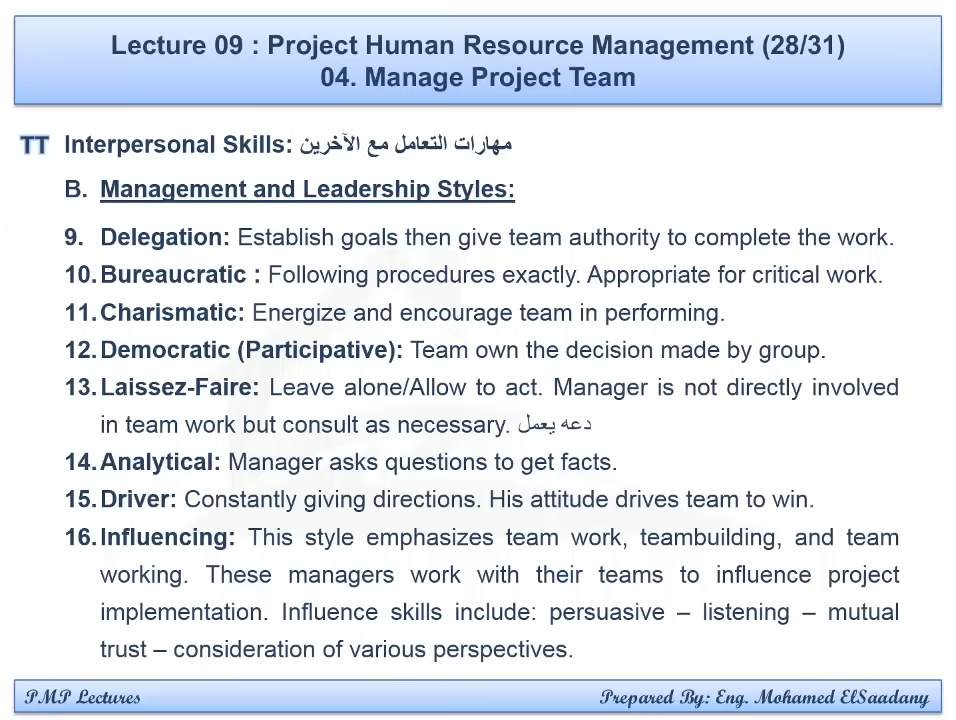 Lecture 09 : Project Human Resource Management (28/31)
04. Manage Project Team
TT Interpersonal Skills: مهارات التعامل مع الآخرين
B. Management and Leadership Styles:
9. Delegation: Establish goals then give team authority to complete the work.
10. Bureaucratic : Following procedures exactly. Appropriate for critical work.
11. Charismatic: Energize and encourage team in performing.
12. Democratic (Participative): Team own the decision made by group.
13. Laissez-Faire: Leave alone/Allow to act. Manager is not directly involved
in team work but consult as necessary. دعه يعمل
14. Analytical: Manager asks questions to get facts.
15. Driver: Constantly giving directions. His attitude drives team to win.
16. Influencing: This style emphasizes team work, teambuilding, and team
working. These managers work with their teams to influence project
implementation. Influence skills include: persuasive – listening – mutual
trust – consideration of various perspectives.
PMP Lectures Prepared By: Eng. Mohamed ElSaadany